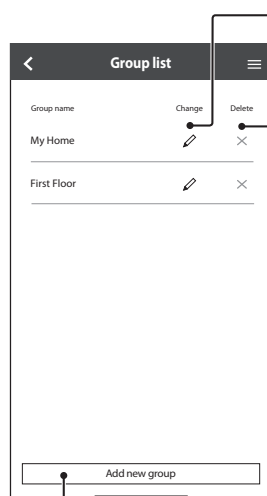 Group list
Group name Change Delete
My Home
First Floor
Add new group